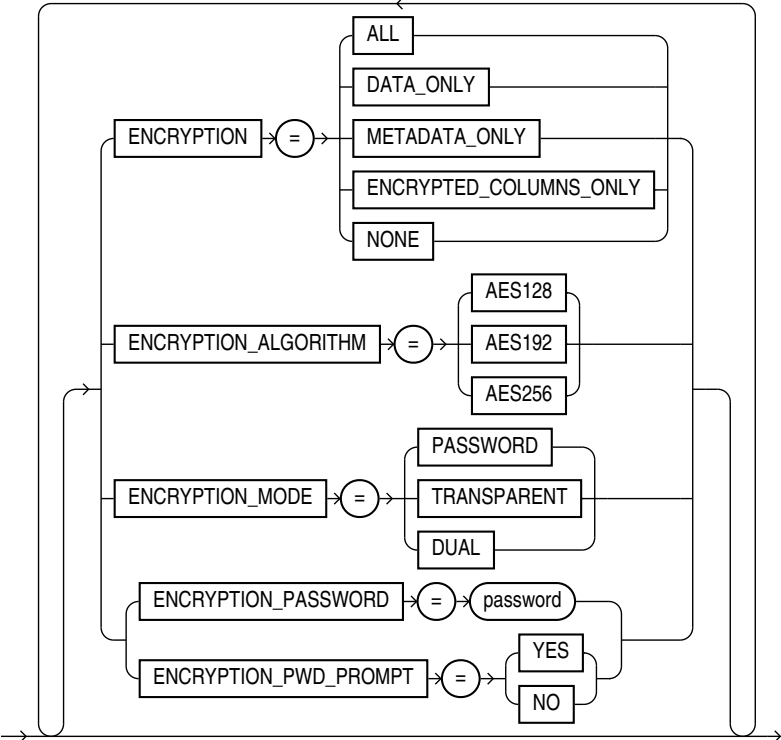 ALL
DATA_ONLY
ENCRYPTION = METADATA_ONLY
ENCRYPTED_COLUMNS_ONLY
NONE
AES128
ENCRYPTION_ALGORITHM = AES192
AES256
PASSWORD
ENCRYPTION_MODE = TRANSPARENT
DUAL
ENCRYPTION_PASSWORD = password
YES
ENCRYPTION_PWD_PROMPT =
NO